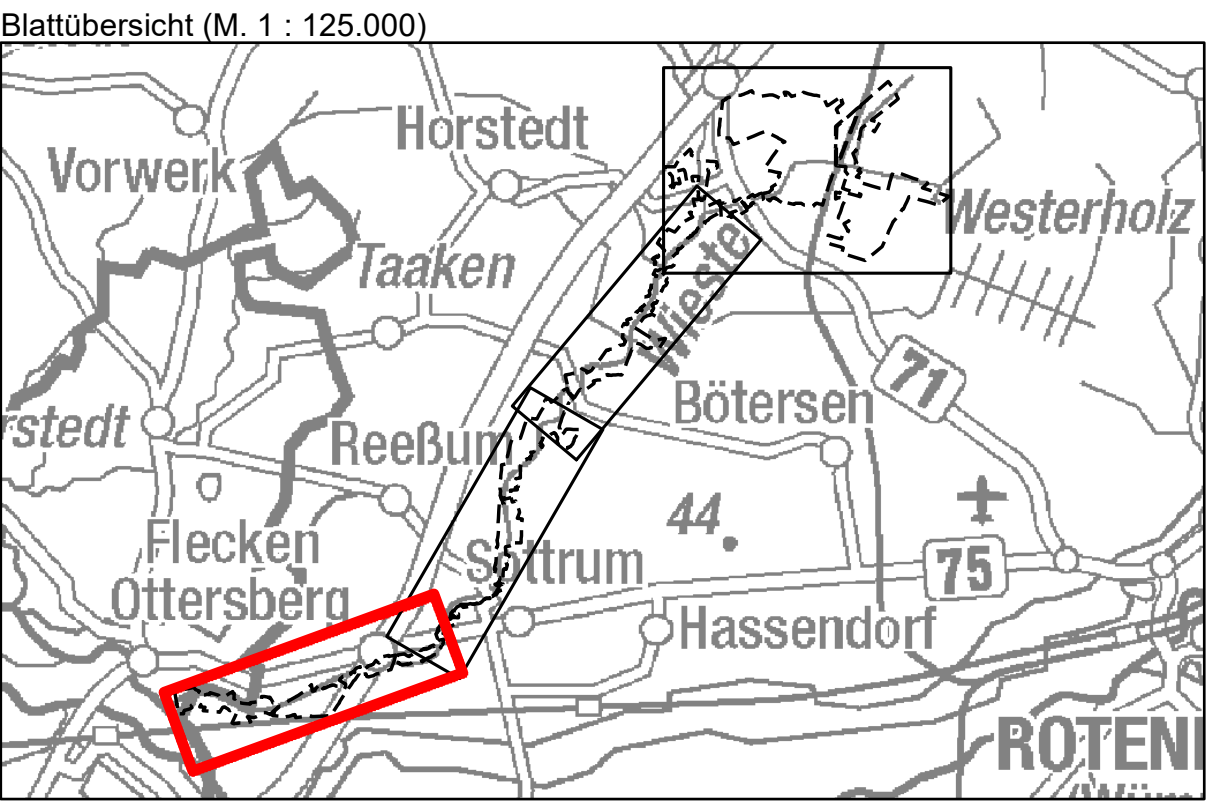 Blattübersicht (M. 1 : 125.000)
Horstedt
Vorwerk
Westerholz
Taaken
Wieste
71
Bötersen
rstedt
Reeßum
44
Flecken
Ottersberg
Sottrum
75
Hassendorf
ROTEN